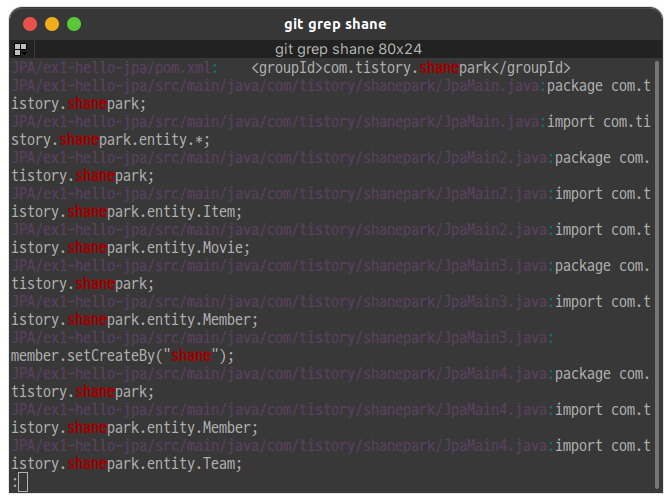 git grep shane
git grep shane 80x24
JPA/ex1-hello-jpa/pom.xml:    <groupId>com.tistory.shanepark</groupId>
JPA/ex1-hello-jpa/src/main/java/com/tistory/shanepark/JpaMain.java:package com.t
istory.shanepark;
JPA/ex1-hello-jpa/src/main/java/com/tistory/shanepark/JpaMain.java:import com.ti
story.shanepark.entity.*;
JPA/ex1-hello-jpa/src/main/java/com/tistory/shanepark/JpaMain2.java:package com.
tistory.shanepark;
JPA/ex1-hello-jpa/src/main/java/com/tistory/shanepark/JpaMain2.java:import com.t
istory.shanepark.entity.Item;
JPA/ex1-hello-jpa/src/main/java/com/tistory/shanepark/JpaMain2.java:import com.t
istory.shanepark.entity.Movie;
JPA/ex1-hello-jpa/src/main/java/com/tistory/shanepark/JpaMain3.java:package com.
tistory.shanepark;
JPA/ex1-hello-jpa/src/main/java/com/tistory/shanepark/JpaMain3.java:import com.t
istory.shanepark.entity.Member;
JPA/ex1-hello-jpa/src/main/java/com/tistory/shanepark/JpaMain3.java:
member.setCreateBy("shane");
JPA/ex1-hello-jpa/src/main/java/com/tistory/shanepark/JpaMain4.java:package com.
tistory.shanepark;
JPA/ex1-hello-jpa/src/main/java/com/tistory/shanepark/JpaMain4.java:import com.t
istory.shanepark.entity.Member;
JPA/ex1-hello-jpa/src/main/java/com/tistory/shanepark/JpaMain4.java:import com.t
istory.shanepark.entity.Team;
: